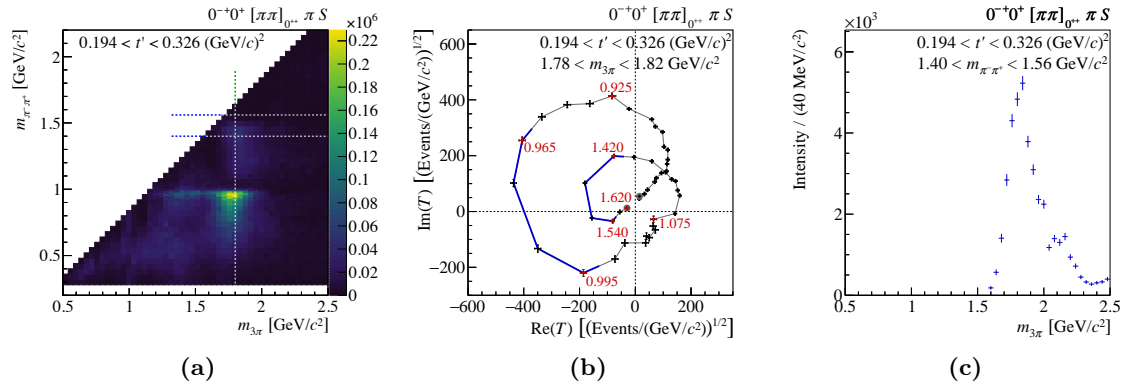 0⁻⁺0⁺ [ππ]₀₊₊ π S
×10⁶
0.194 < t' < 0.326 (GeV/c)²
m_π⁻π⁺ [GeV/c²]
2
1.5
1
0.5
0.22
0.2
0.18
0.16
0.14
0.12
0.1
0.08
0.06
0.04
0.02
0
0.5 1 1.5 2 2.5
m_3π [GeV/c²]
(a)
0⁻⁺0⁺ [ππ]₀₊₊ π S
0.194 < t' < 0.326 (GeV/c)²
1.78 < m_3π < 1.82 GeV/c²
Im(T) [(Events/(GeV/c²))^1/2]
600
400
200
0
−200
0.925
0.965
1.420
1.620
1.540
1.075
0.995
−600 −400 −200 0 200
Re(T) [(Events/(GeV/c²))^1/2]
(b)
0⁻⁺0⁺ [ππ]₀₊₊ π S
×10³
0.194 < t' < 0.326 (GeV/c)²
1.40 < m_π⁻π⁺ < 1.56 GeV/c²
Intensity / (40 MeV/c²)
6
4
2
0
0.5 1 1.5 2 2.5
m_3π [GeV/c²]
(c)